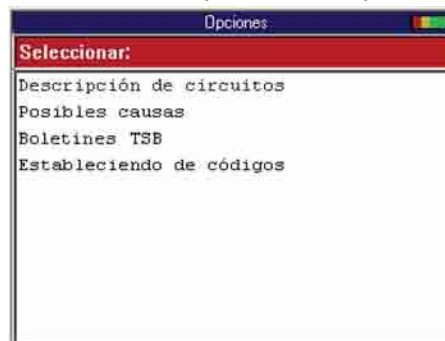 Opciones
Seleccionar:
Descripción de circuitos
Posibles causas
Boletines TSB
Estableciendo de códigos